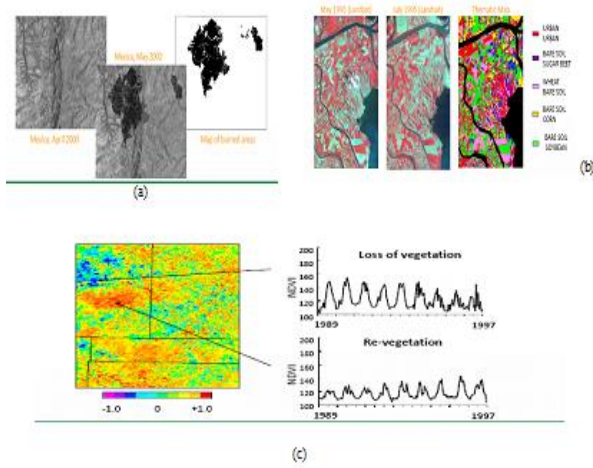 Mexico, May 2002
Mexico, April 2000
Map of burned areas
(a)
May 1995 (Landsat)
July 1995 (Landsat)
Thematic Map
URBAN
URBAN
BARE SOIL
SUGAR BEET
WHEAT
BARE SOIL
BARE SOIL
CORN
BARE SOIL
SOYBEAN
(b)
Loss of vegetation
NDVI
200
180
160
140
120
100
1989
1997
Re-vegetation
NDVI
200
180
160
140
120
100
1989
1997
-1.0
0
+1.0
(c)